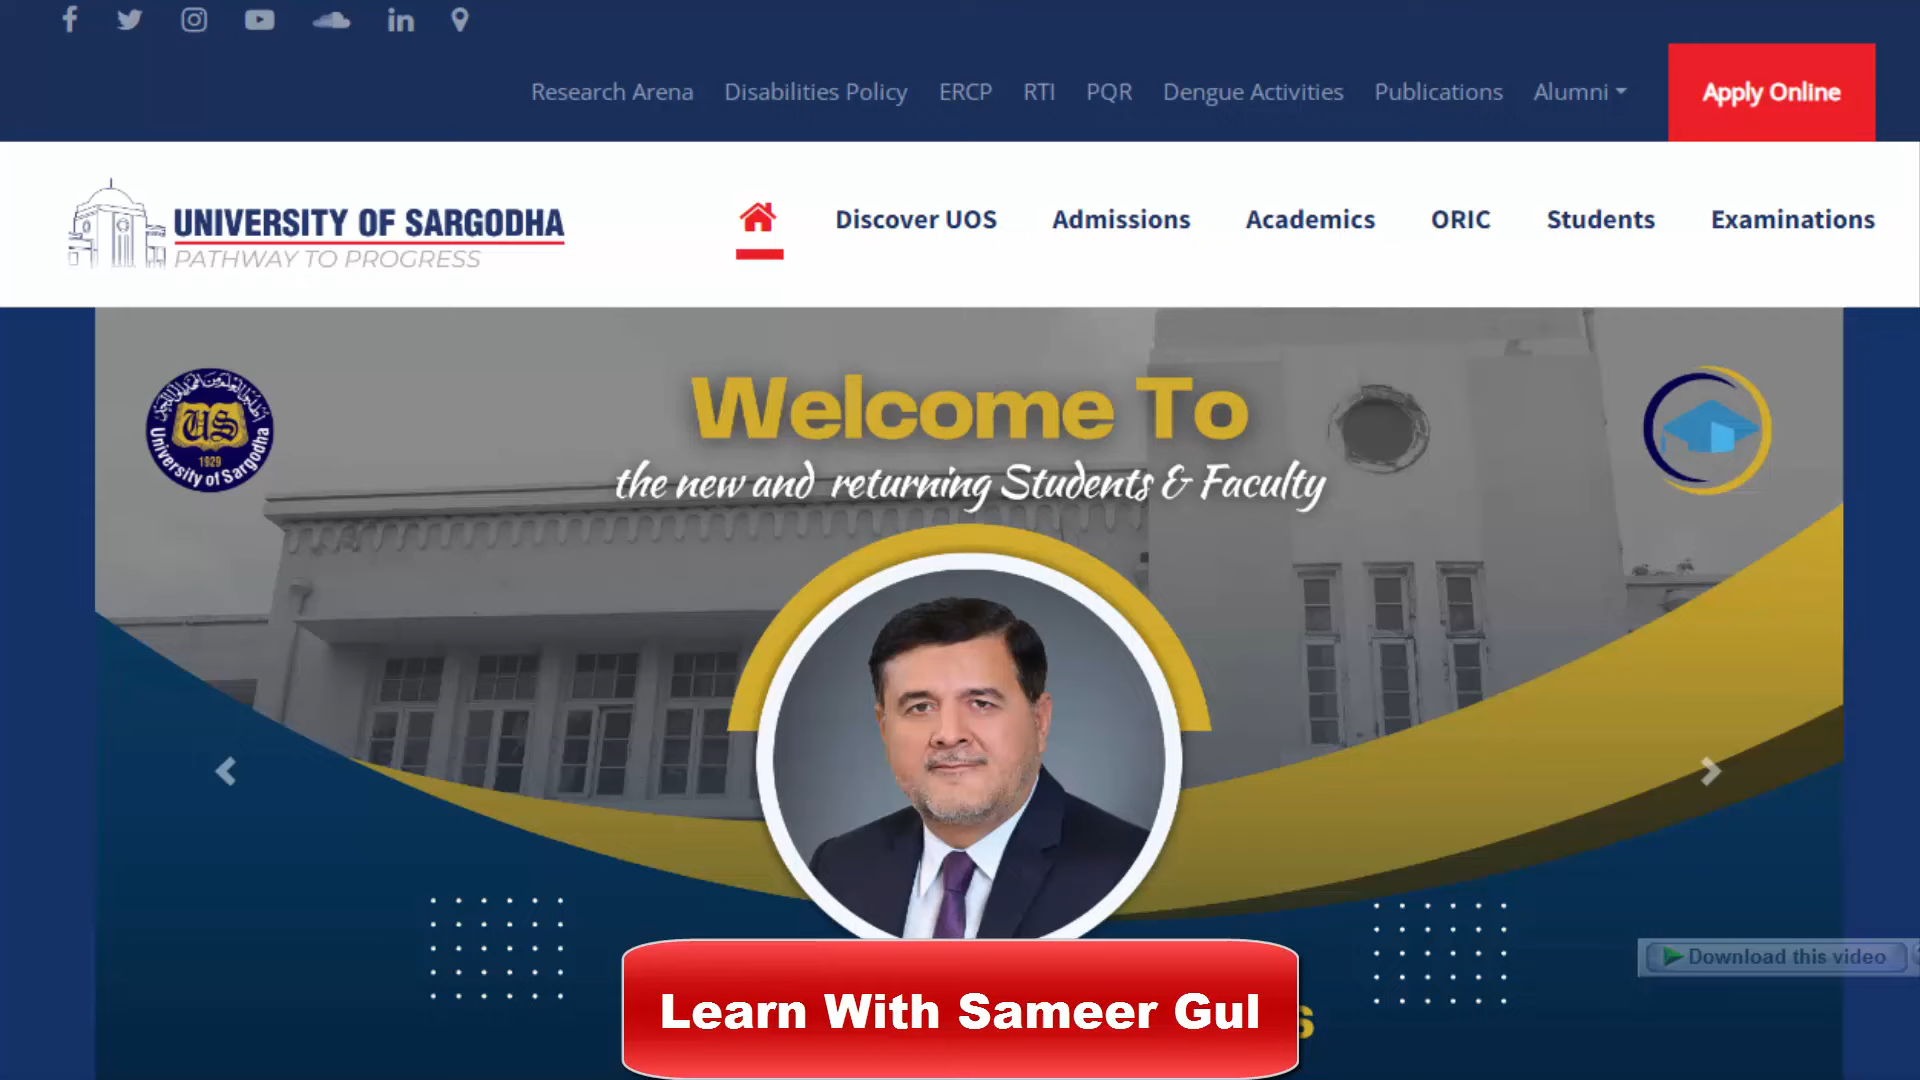 Research Arena Disabilities Policy ERCP RTI PQR Dengue Activities Publications Alumni Apply Online
UNIVERSITY OF SARGODHA
PATHWAY TO PROGRESS
Discover UOS Admissions Academics ORIC Students Examinations
Welcome To
the new and returning Students & Faculty
US
1929
University of Sargodha
Download this video
Learn With Sameer Gul